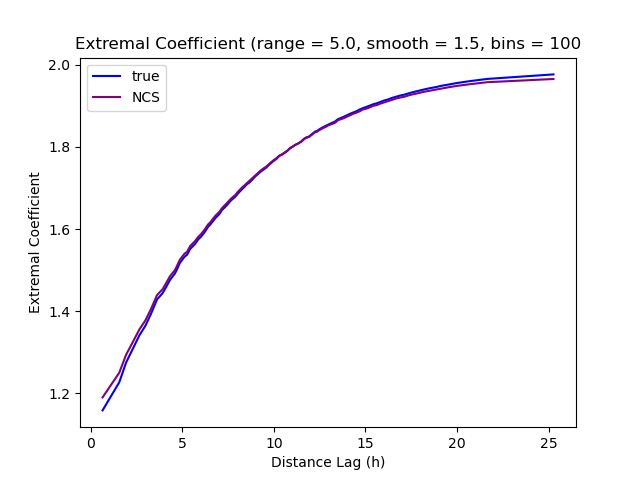 Extremal Coefficient (range = 5.0, smooth = 1.5, bins = 100
true
NCS
2.0
1.8
1.6
1.4
1.2
Extremal Coefficient
0
5
10
15
20
25
Distance Lag (h)